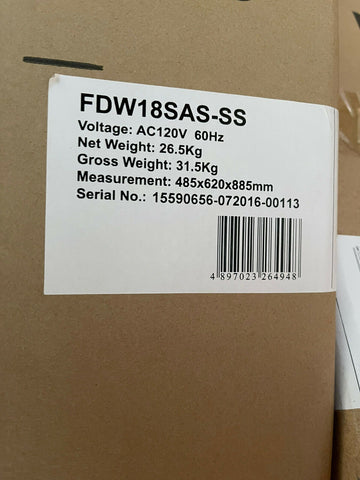 FDW18SAS-SS
Voltage: AC120V 60Hz
Net Weight: 26.5Kg
Gross Weight: 31.5Kg
Measurement: 485x620x885mm
Serial No.: 15590656-072016-00113
4 897023 264948